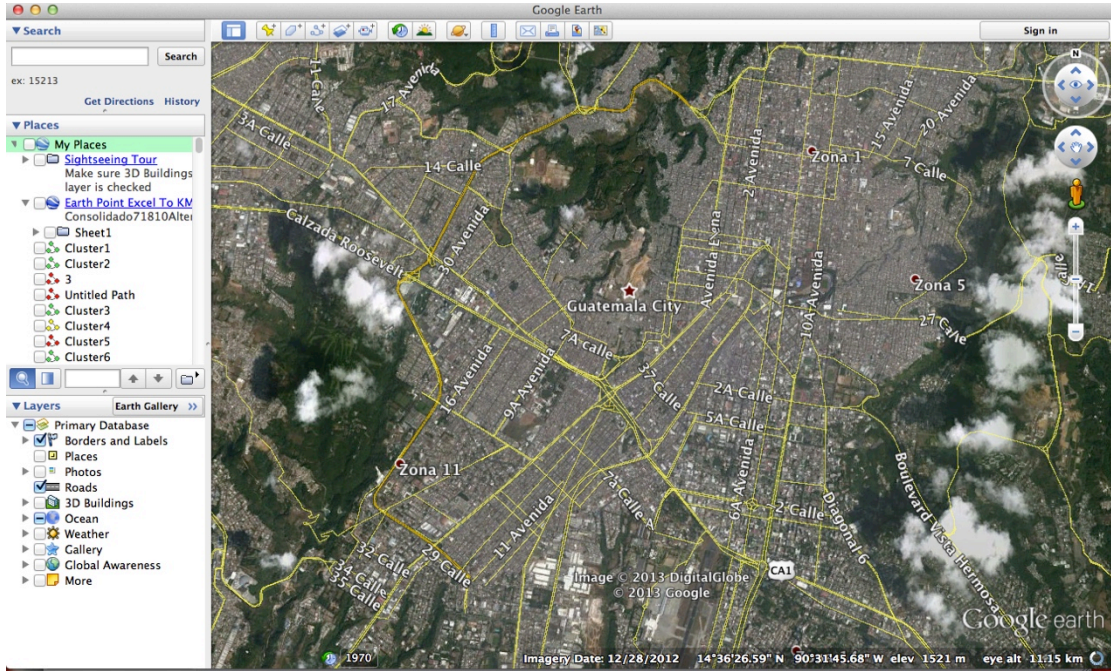 Google Earth
Search
Search
ex: 15213
Get Directions History
Places
My Places
Sightseeing Tour
Make sure 3D Buildings
layer is checked
Earth Point Excel To KM
Consolidado71810Alter
Sheet1
Cluster1
Cluster2
3
Untitled Path
Cluster3
Cluster4
Cluster5
Cluster6
Layers
Earth Gallery »
Primary Database
Borders and Labels
Places
Photos
Roads
3D Buildings
Ocean
Weather
Gallery
Global Awareness
More
Sign in
N
17 Avenida
3A Calle
14 Calle
15 Avenida
20 Avenida
Zona 1
7 Calle
2 Avenida
Calzada Roosevelt
30 Avenida
Avenida Elena
10A Avenida
Zona 5
Guatemala City
27 Calle
Calle
7A calle
16 Avenida
9A Avenida
37 Calle
2A Calle
5A Calle
Zona 11
6A Avenida
Boulevard Vista Hermosa
11 Avenida
7a Calle A
2 Calle
Diagonal 6
32 Calle
29 Calle
34 Calle
35 Calle
CA1
Image © 2013 DigitalGlobe
© 2013 Google
Google earth
1970
Imagery Date: 12/28/2012 14°36'26.59" N 90°31'45.68" W elev 1521 m eye alt 11.15 km